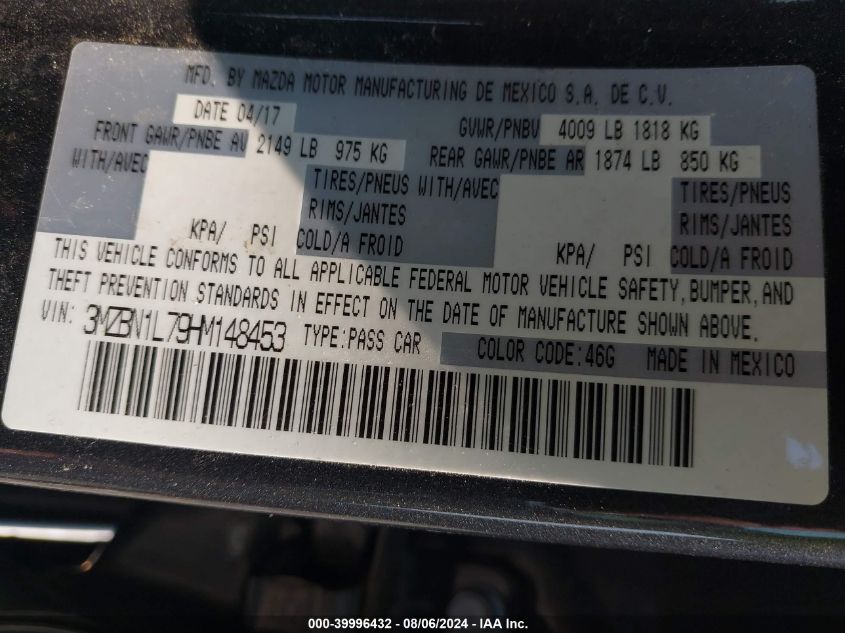 MFD. BY MAZDA MOTOR MANUFACTURING DE MEXICO S.A. DE C.V.
DATE 04/17 GVWR/PNBV 4009 LB 1818 KG
FRONT GAWR/PNBE AV 2149 LB 975 KG REAR GAWR/PNBE AR 1874 LB 850 KG
WITH/AVEC TIRES/PNEUS WITH/AVEC TIRES/PNEUS
RIMS/JANTES RIMS/JANTES
KPA/ PSI COLD/A FROID KPA/ PSI COLD/A FROID
THIS VEHICLE CONFORMS TO ALL APPLICABLE FEDERAL MOTOR VEHICLE SAFETY, BUMPER, AND
THEFT PREVENTION STANDARDS IN EFFECT ON THE DATE OF MANUFACTURE SHOWN ABOVE.
VIN: 3MZBN1L79HM148453 TYPE:PASS CAR COLOR CODE:46G MADE IN MEXICO
000-39996432 - 08/06/2024 - IAA Inc.